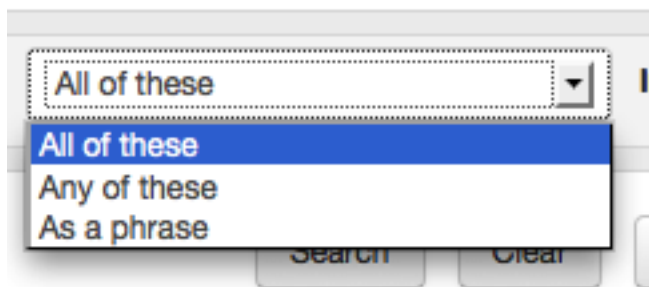 All of these
All of these
Any of these
As a phrase
Search Clear